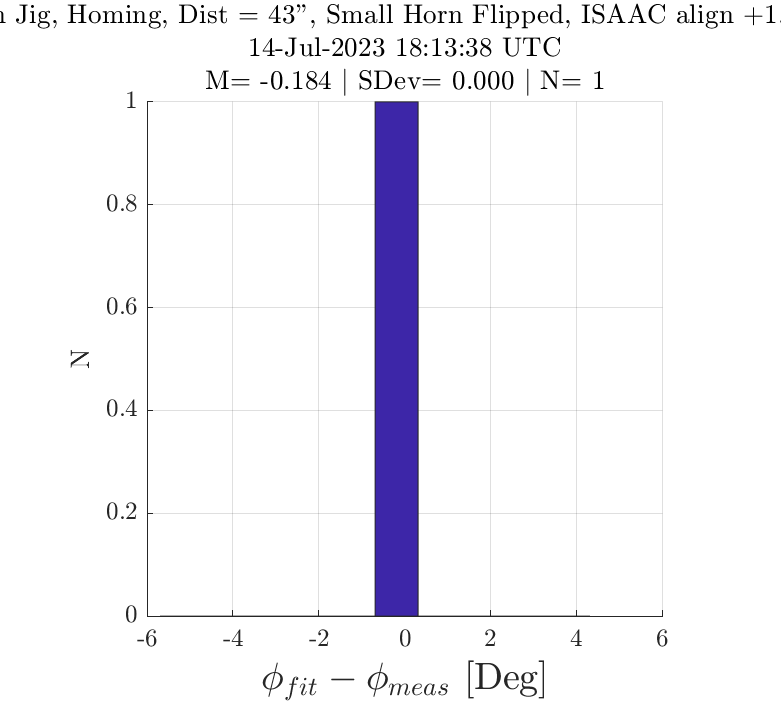 Jig, Homing, Dist = 43”, Small Horn Flipped, ISAAC align +1.
14-Jul-2023 18:13:38 UTC
M= -0.184 | SDev= 0.000 | N= 1
1
0.8
0.6
0.4
0.2
0
N
-6 -4 -2 0 2 4 6
ϕfit − ϕmeas [Deg]